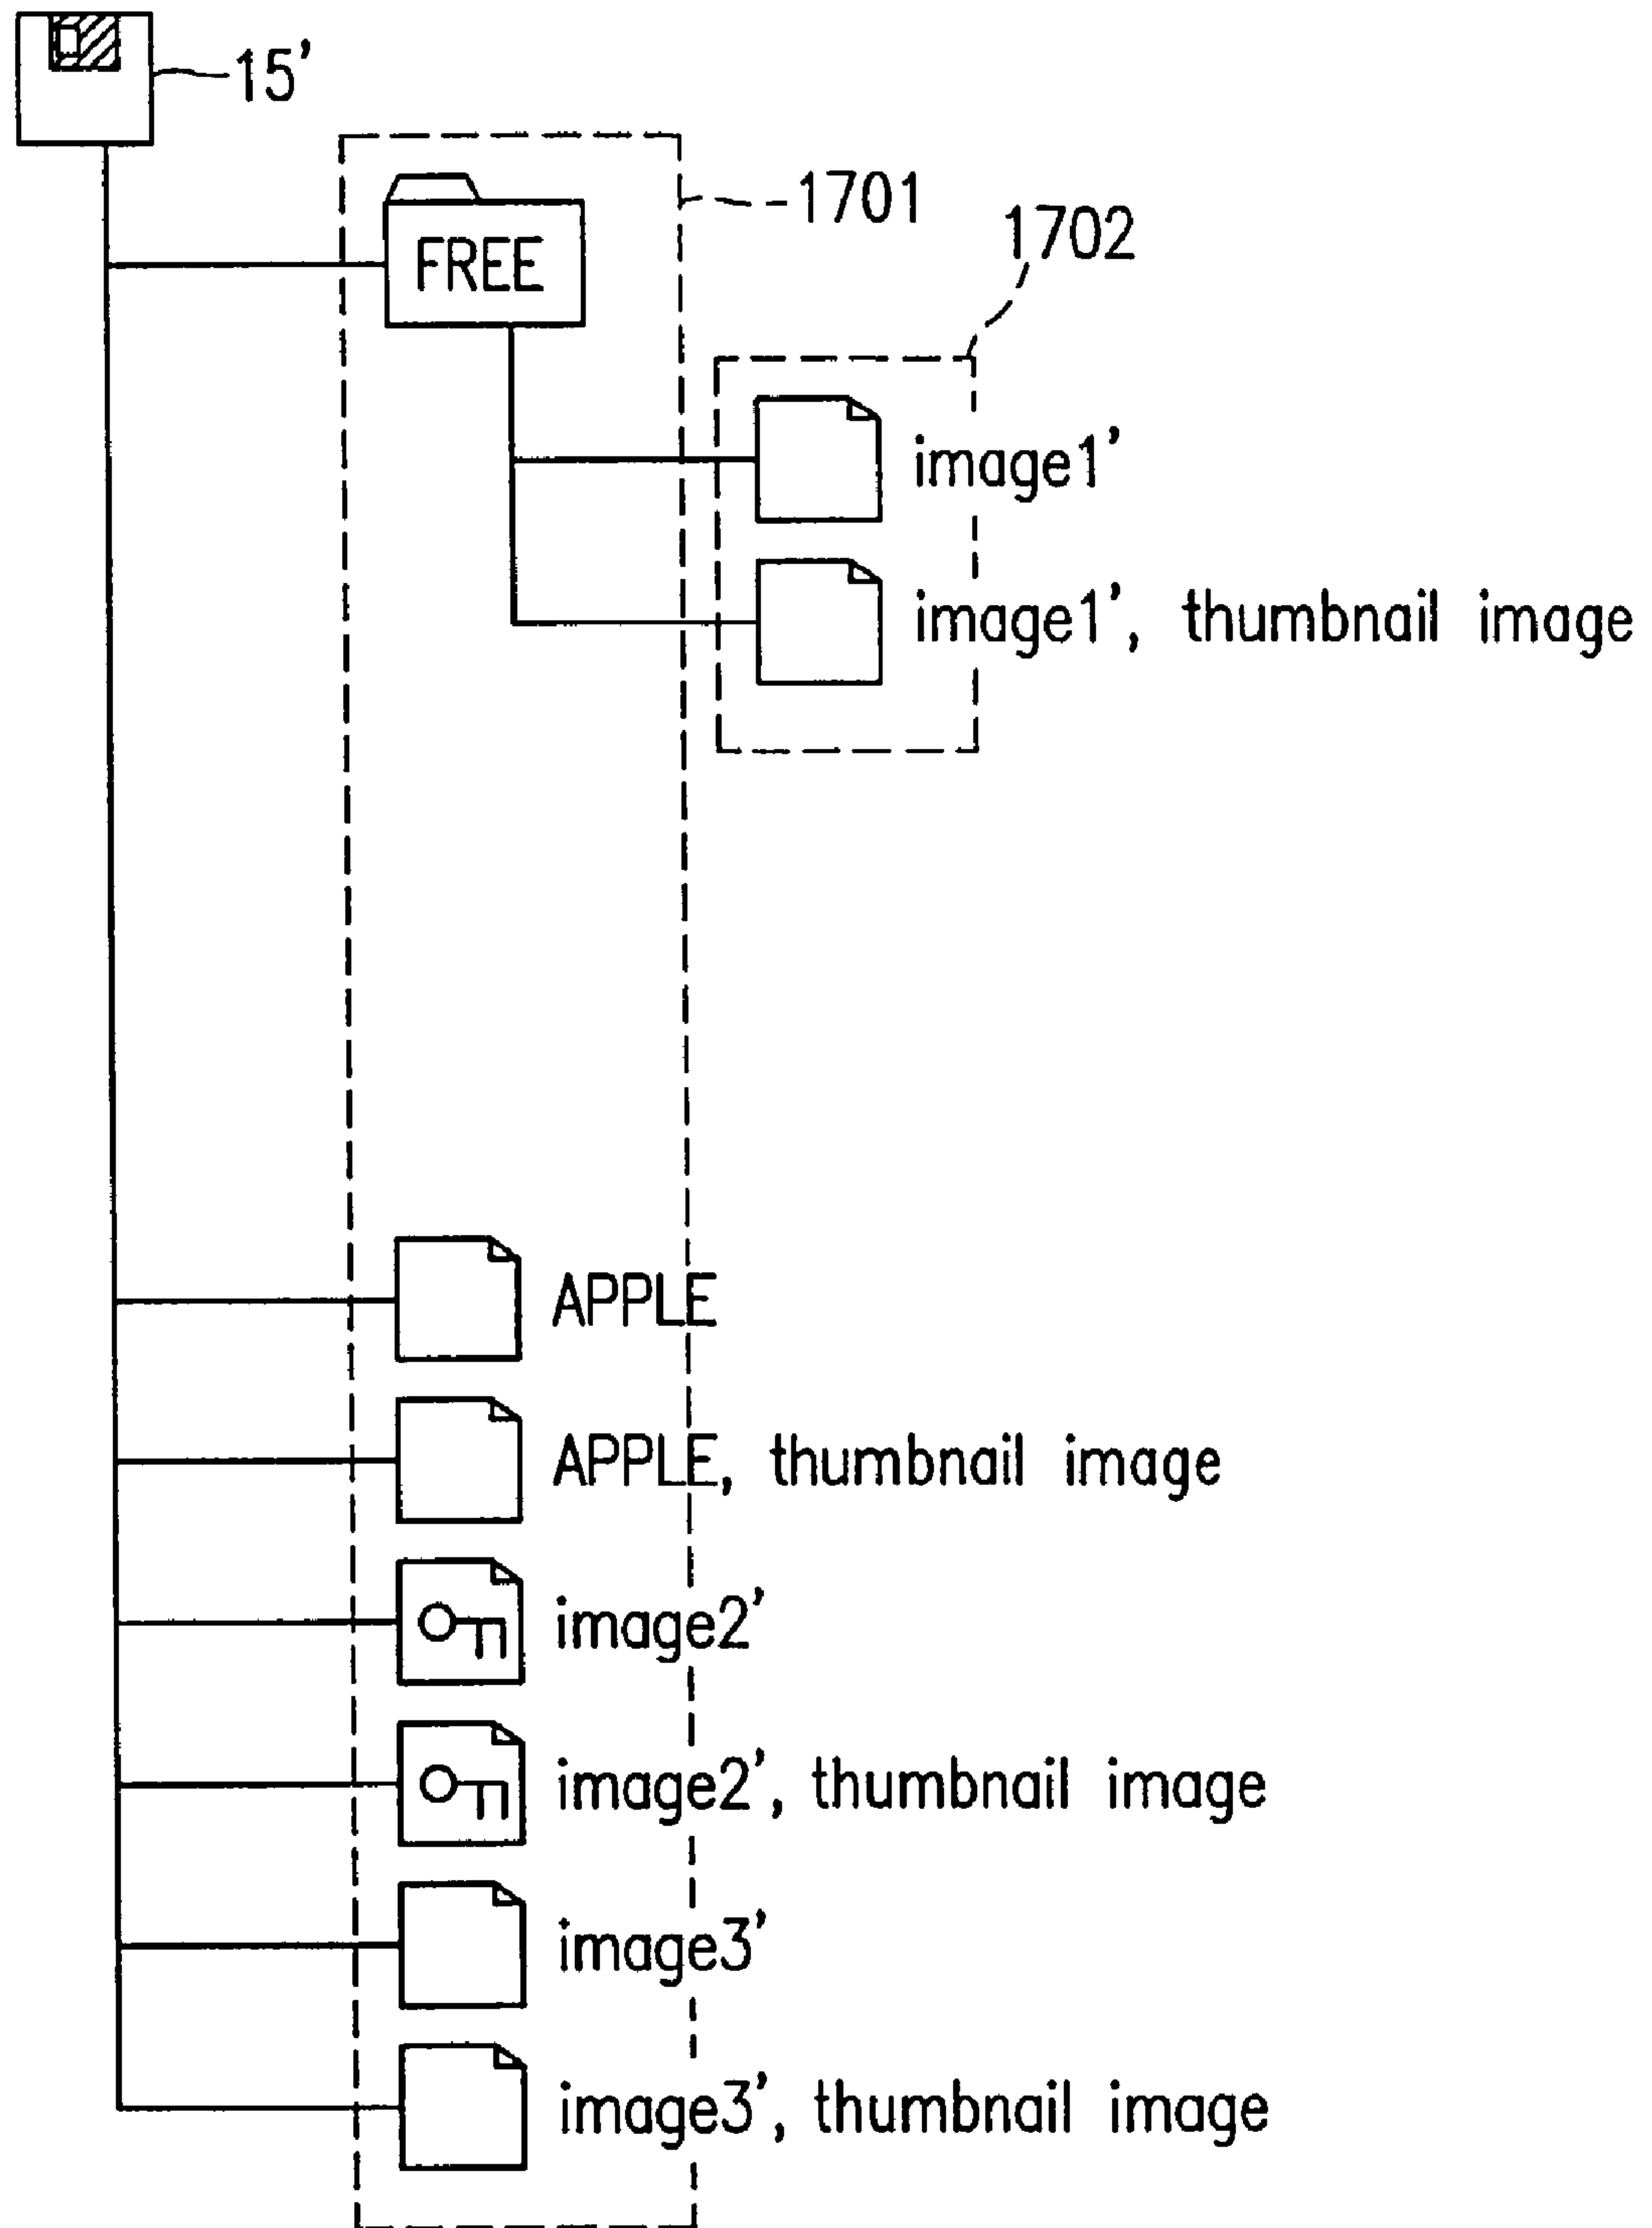 15'
1701
1702
FREE
image1'
image1', thumbnail image
APPLE
APPLE, thumbnail image
image2'
image2', thumbnail image
image3'
image3', thumbnail image